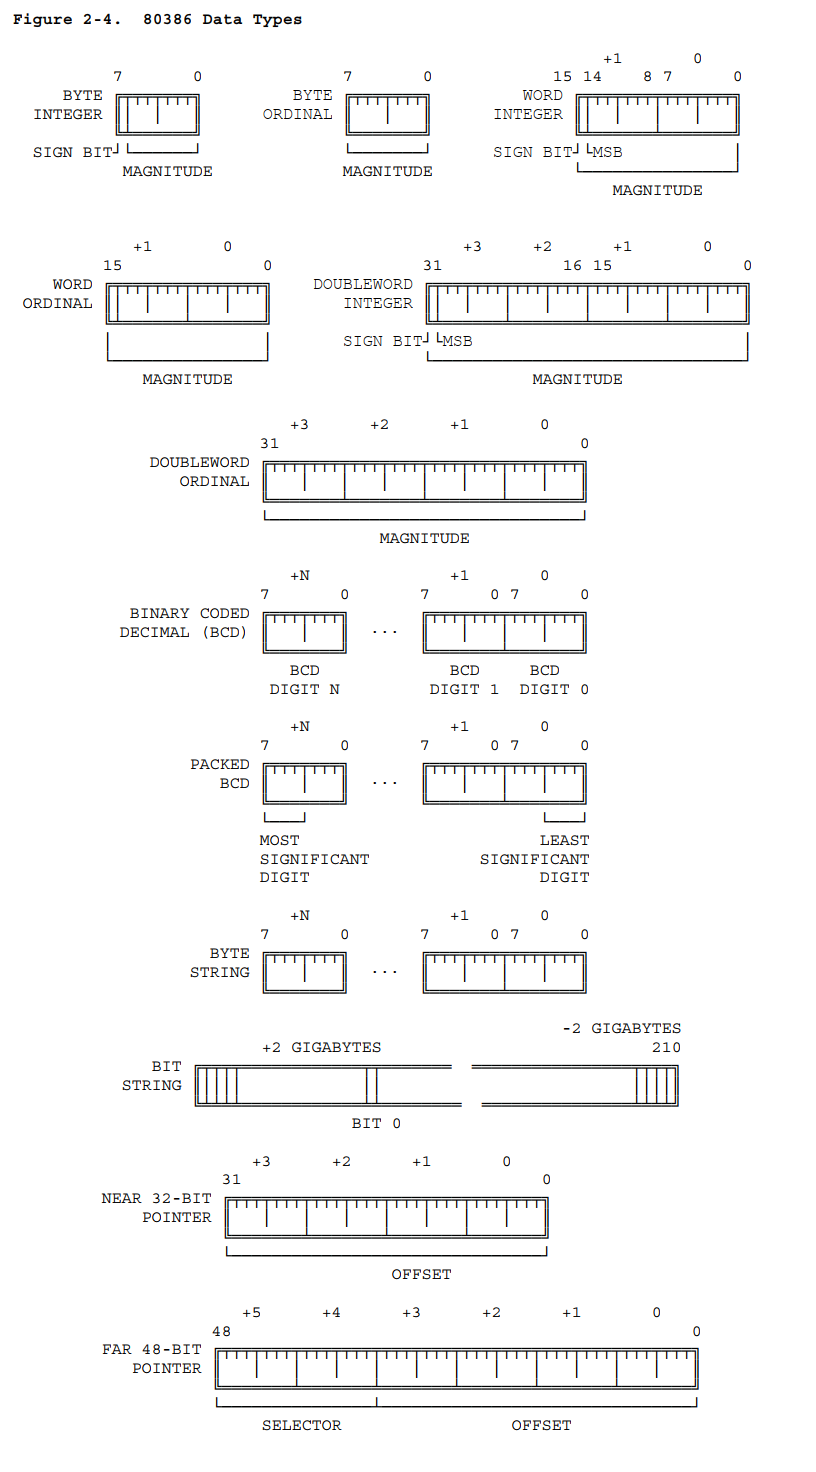 Figure 2-4.  80386 Data Types
+1 0
7 0 7 0 15 14 8 7 0
BYTE BYTE WORD
INTEGER ORDINAL INTEGER
SIGN BIT SIGN BIT MSB
MAGNITUDE MAGNITUDE
MAGNITUDE
+1 0 +3 +2 +1 0
15 0 31 16 15 0
WORD DOUBLEWORD
ORDINAL INTEGER
SIGN BIT MSB
MAGNITUDE MAGNITUDE
+3 +2 +1 0
31 0
DOUBLEWORD
ORDINAL
MAGNITUDE
+N +1 0
7 0 7 0 7 0
BINARY CODED
DECIMAL (BCD) ...
BCD BCD BCD
DIGIT N DIGIT 1 DIGIT 0
+N +1 0
7 0 7 0 7 0
PACKED
BCD ...
MOST LEAST
SIGNIFICANT SIGNIFICANT
DIGIT DIGIT
+N +1 0
7 0 7 0 7 0
BYTE
STRING ...
-2 GIGABYTES
+2 GIGABYTES 210
BIT
STRING
BIT 0
+3 +2 +1 0
31 0
NEAR 32-BIT
POINTER
OFFSET
+5 +4 +3 +2 +1 0
48 0
FAR 48-BIT
POINTER
SELECTOR OFFSET